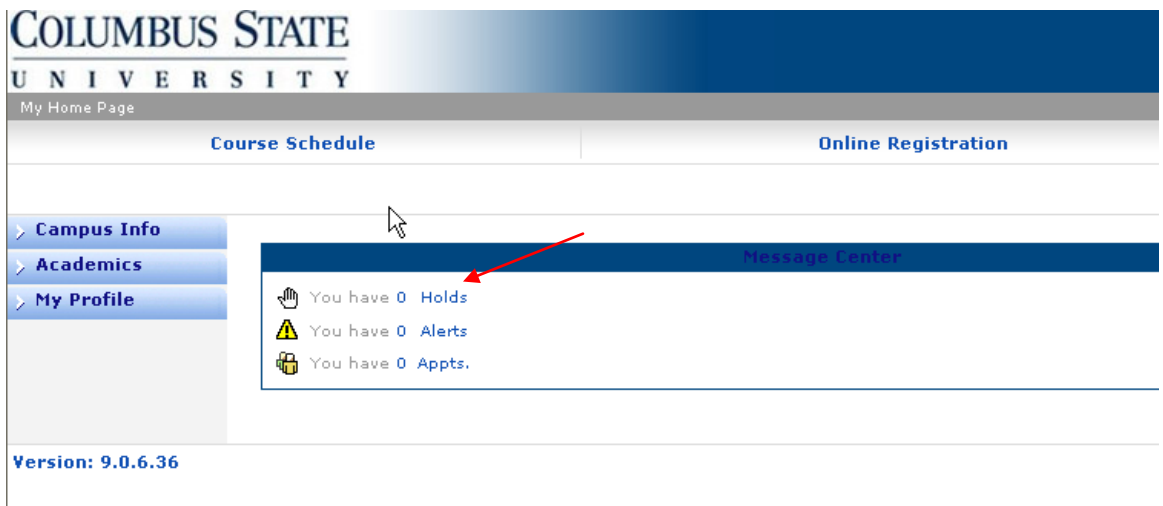 COLUMBUS STATE
UNIVERSITY
My Home Page
Course Schedule Online Registration
Campus Info
Academics
My Profile
Message Center
You have 0 Holds
You have 0 Alerts
You have 0 Appts.
Version: 9.0.6.36